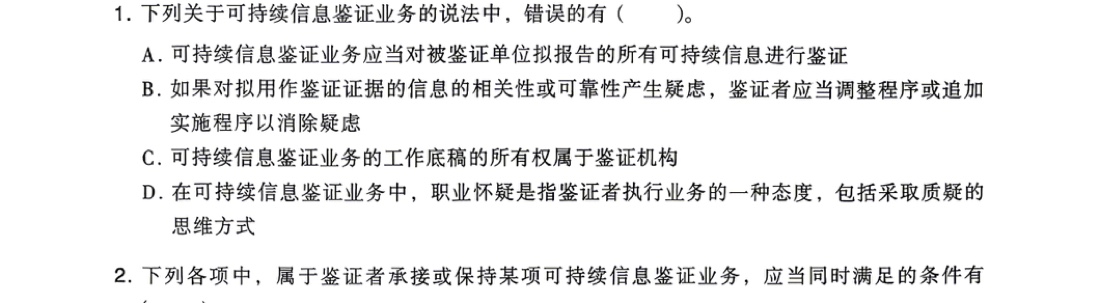 1. 下列关于可持续信息鉴证业务的说法中，错误的有（　　）。
A. 可持续信息鉴证业务应当对被鉴证单位拟报告的所有可持续信息进行鉴证
B. 如果对拟用作鉴证证据的信息的相关性或可靠性产生疑虑，鉴证者应当调整程序或追加
实施程序以消除疑虑
C. 可持续信息鉴证业务的工作底稿的所有权属于鉴证机构
D. 在可持续信息鉴证业务中，职业怀疑是指鉴证者执行业务的一种态度，包括采取质疑的
思维方式
2. 下列各项中，属于鉴证者承接或保持某项可持续信息鉴证业务，应当同时满足的条件有